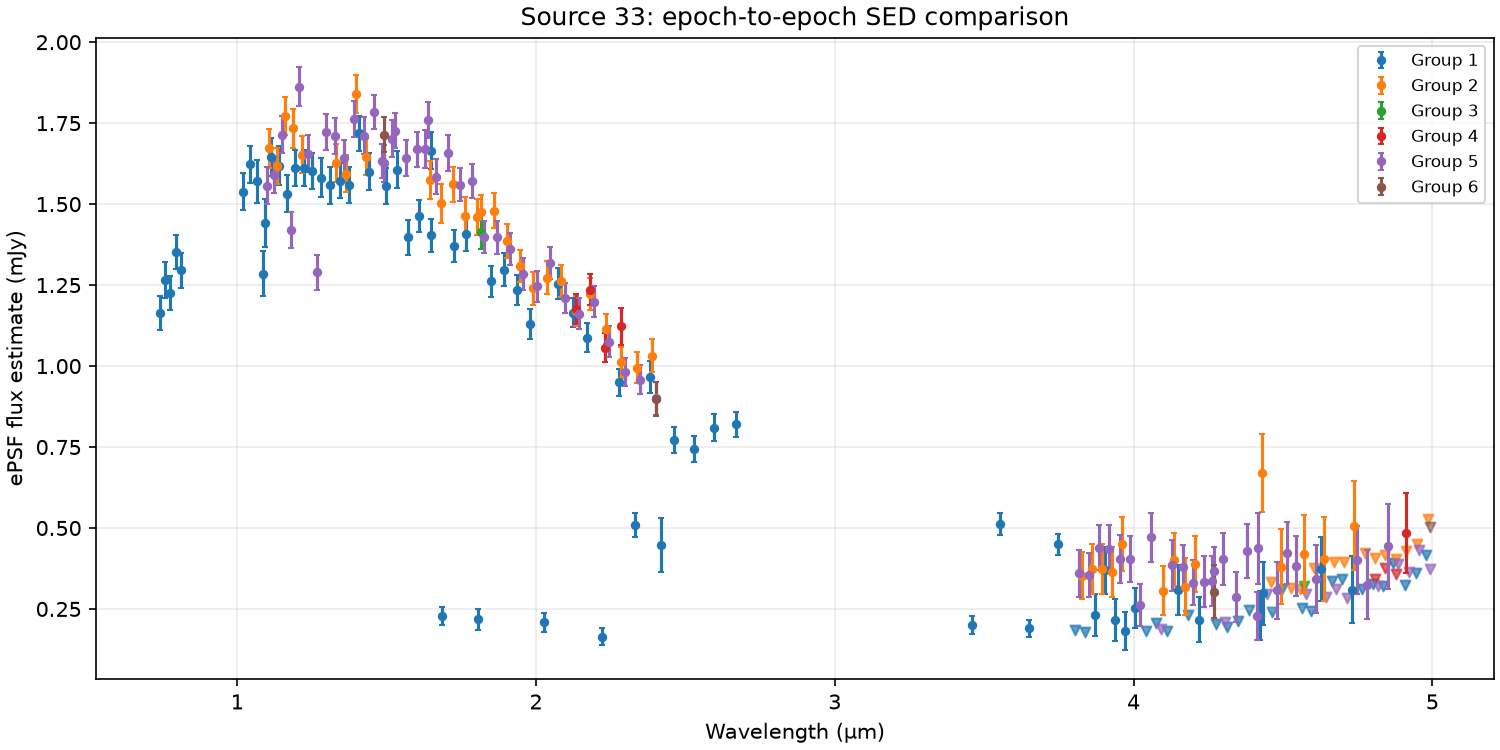 Source 33: epoch-to-epoch SED comparison
ePSF flux estimate (mJy)
2.00
1.75
1.50
1.25
1.00
0.75
0.50
0.25
Group 1
Group 2
Group 3
Group 4
Group 5
Group 6
1 2 3 4 5
Wavelength (μm)